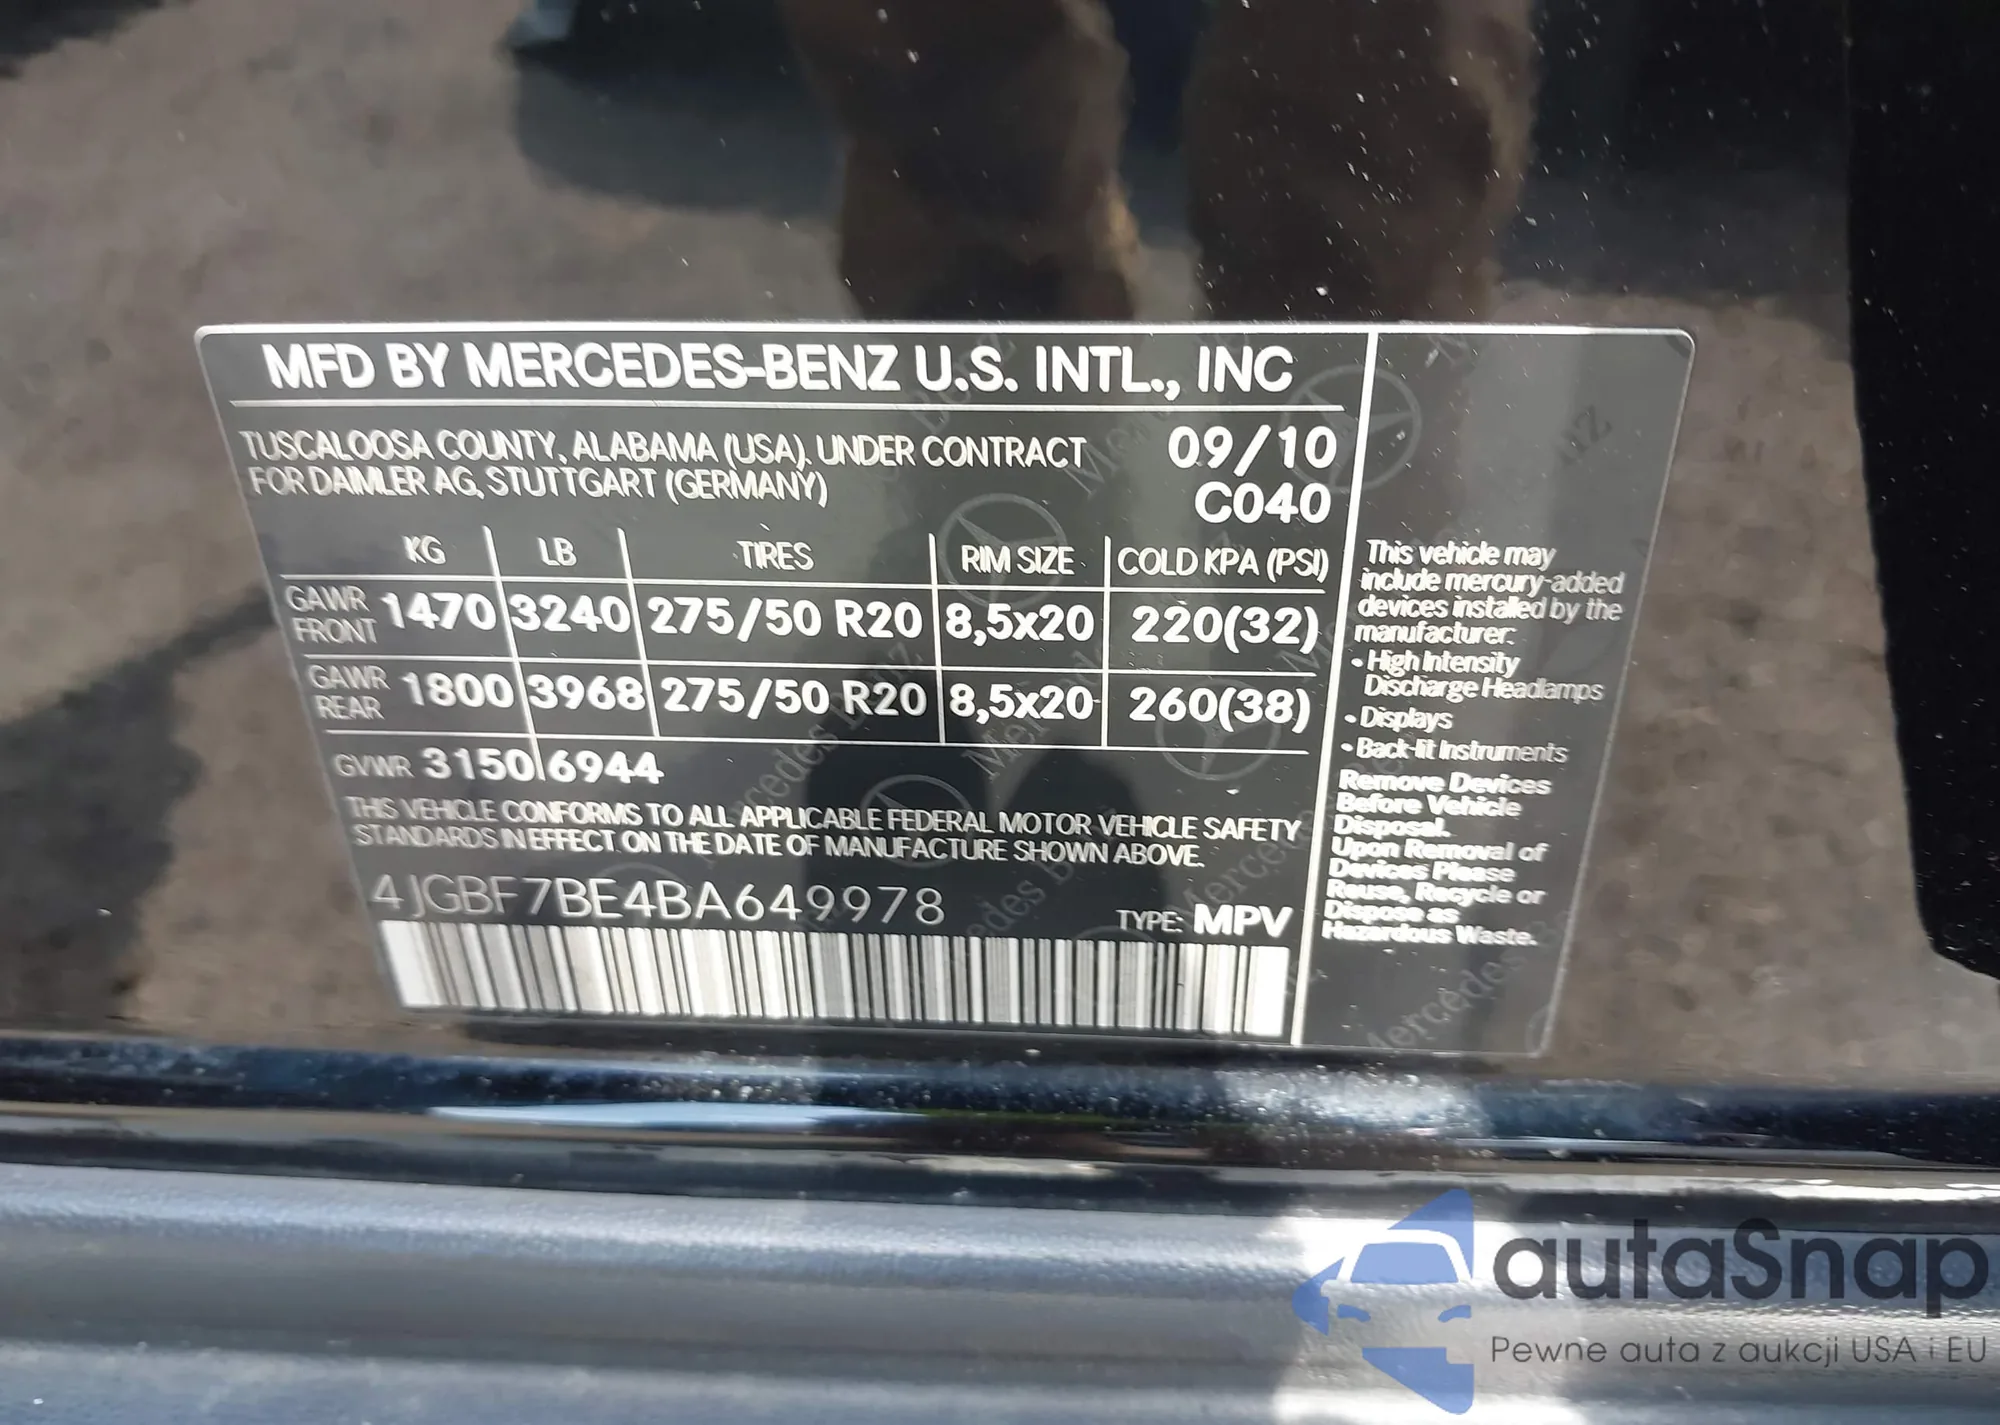 MFD BY MERCEDES-BENZ U.S. INTL., INC
TUSCALOOSA COUNTY, ALABAMA (USA). UNDER CONTRACT
FOR DAIMLER AG, STUTTGART (GERMANY)
09/10
C040
KG LB TIRES RIM SIZE COLD KPA (PSI)
GAWR FRONT 1470 3240 275/50 R20 8,5x20 220(32)
GAWR REAR 1800 3968 275/50 R20 8,5x20 260(38)
GVWR 3150 6944
THIS VEHICLE CONFORMS TO ALL APPLICABLE FEDERAL MOTOR VEHICLE SAFETY
STANDARDS IN EFFECT ON THE DATE OF MANUFACTURE SHOWN ABOVE.
4JGBF7BE4BA649978
TYPE: MPV
This vehicle may
include mercury-added
devices installed by the
manufacturer:
• High Intensity
Discharge Headlamps
• Displays
• Back-lit Instruments
Remove Devices
Before Vehicle
Disposal.
Upon Removal of
Devices Please
Reuse, Recycle or
Dispose as
Hazardous Waste.
autaSnap
Pewne auta z aukcji USA i EU